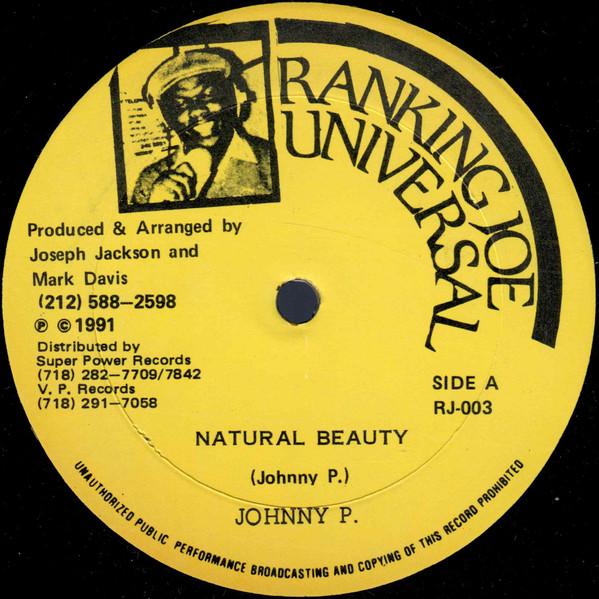 RANKING JOE
UNIVERSAL
Produced & Arranged by
Joseph Jackson and
Mark Davis
(212) 588-2598
℗ © 1991
Distributed by
Super Power Records
(718) 282-7709/7842
V. P. Records
(718) 291-7058
SIDE A
RJ-003
NATURAL BEAUTY
(Johnny P.)
JOHNNY P.
UNAUTHORIZED PUBLIC PERFORMANCE BROADCASTING AND COPYING OF THIS RECORD PROHIBITED